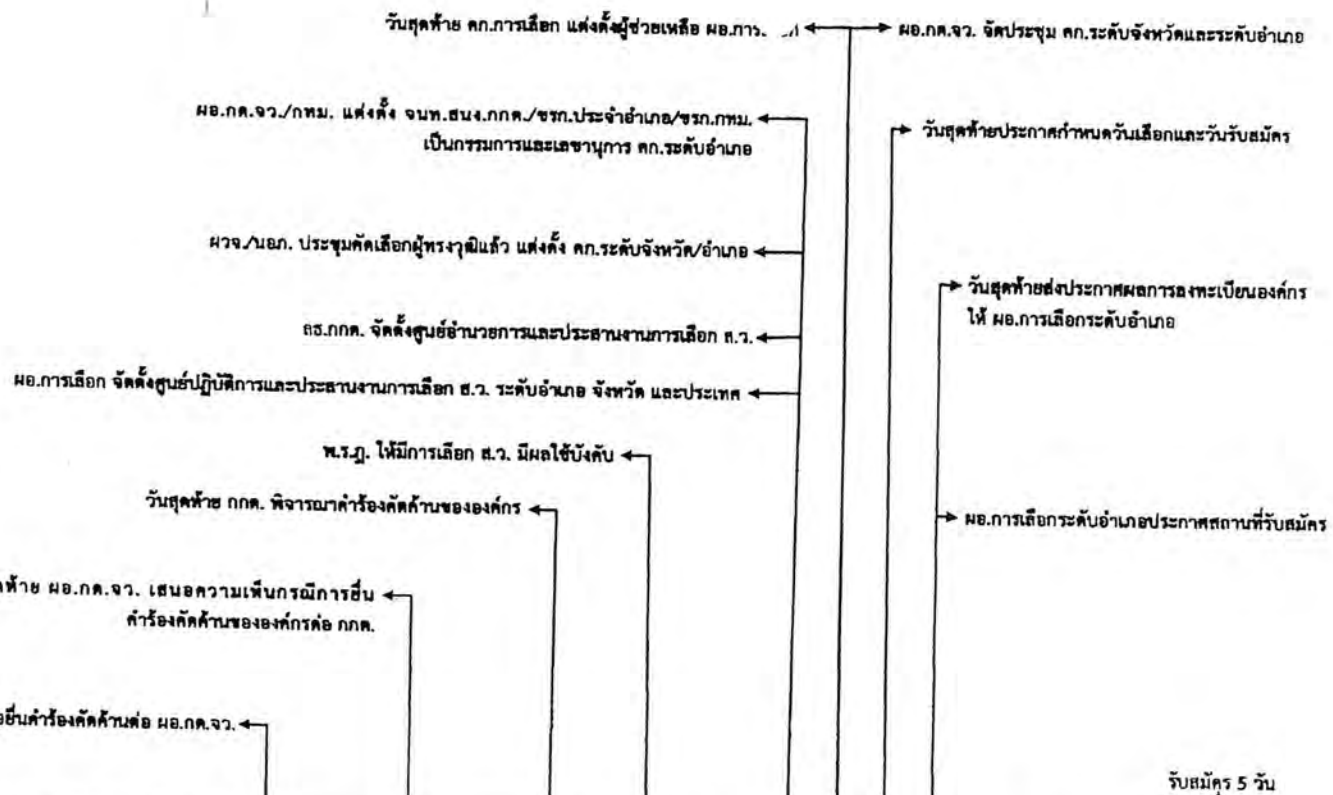 วันสุดท้าย คก.การเลือก แต่งตั้งผู้ช่วยเหลือ ผอ.การ.
ผอ.กต.จว. จัดประชุม คก.ระดับจังหวัดและระดับอำเภอ
ผอ.กต.จว./กทม. แต่งตั้ง จนท.สนง.กกต./ขรก.ประจำอำเภอ/ขรก.กทม.
เป็นกรรมการและเลขานุการ คก.ระดับอำเภอ
วันสุดท้ายประกาศกำหนดวันเลือกและวันรับสมัคร
ผวจ./นอภ. ประชุมคัดเลือกผู้ทรงวุฒิแล้ว แต่งตั้ง คก.ระดับจังหวัด/อำเภอ
วันสุดท้ายส่งประกาศผลการลงทะเบียนองค์กร
ให้ ผอ.การเลือกระดับอำเภอ
ลธ.กกต. จัดตั้งศูนย์อำนวยการและประสานงานการเลือก ส.ว.
ผอ.การเลือก จัดตั้งศูนย์ปฏิบัติการและประสานงานการเลือก ส.ว. ระดับอำเภอ จังหวัด และประเทศ
พ.ร.ฎ. ให้มีการเลือก ส.ว. มีผลใช้บังคับ
วันสุดท้าย กกต. พิจารณาคำร้องคัดค้านขององค์กร
ผอ.การเลือกระดับอำเภอประกาศสถานที่รับสมัคร
ท้าย ผอ.กต.จว. เสนอความเห็นกรณีการยื่น
คำร้องคัดค้านขององค์กรต่อ กกต.
ยื่นคำร้องคัดค้านต่อ ผอ.กต.จว.
รับสมัคร 5 วัน